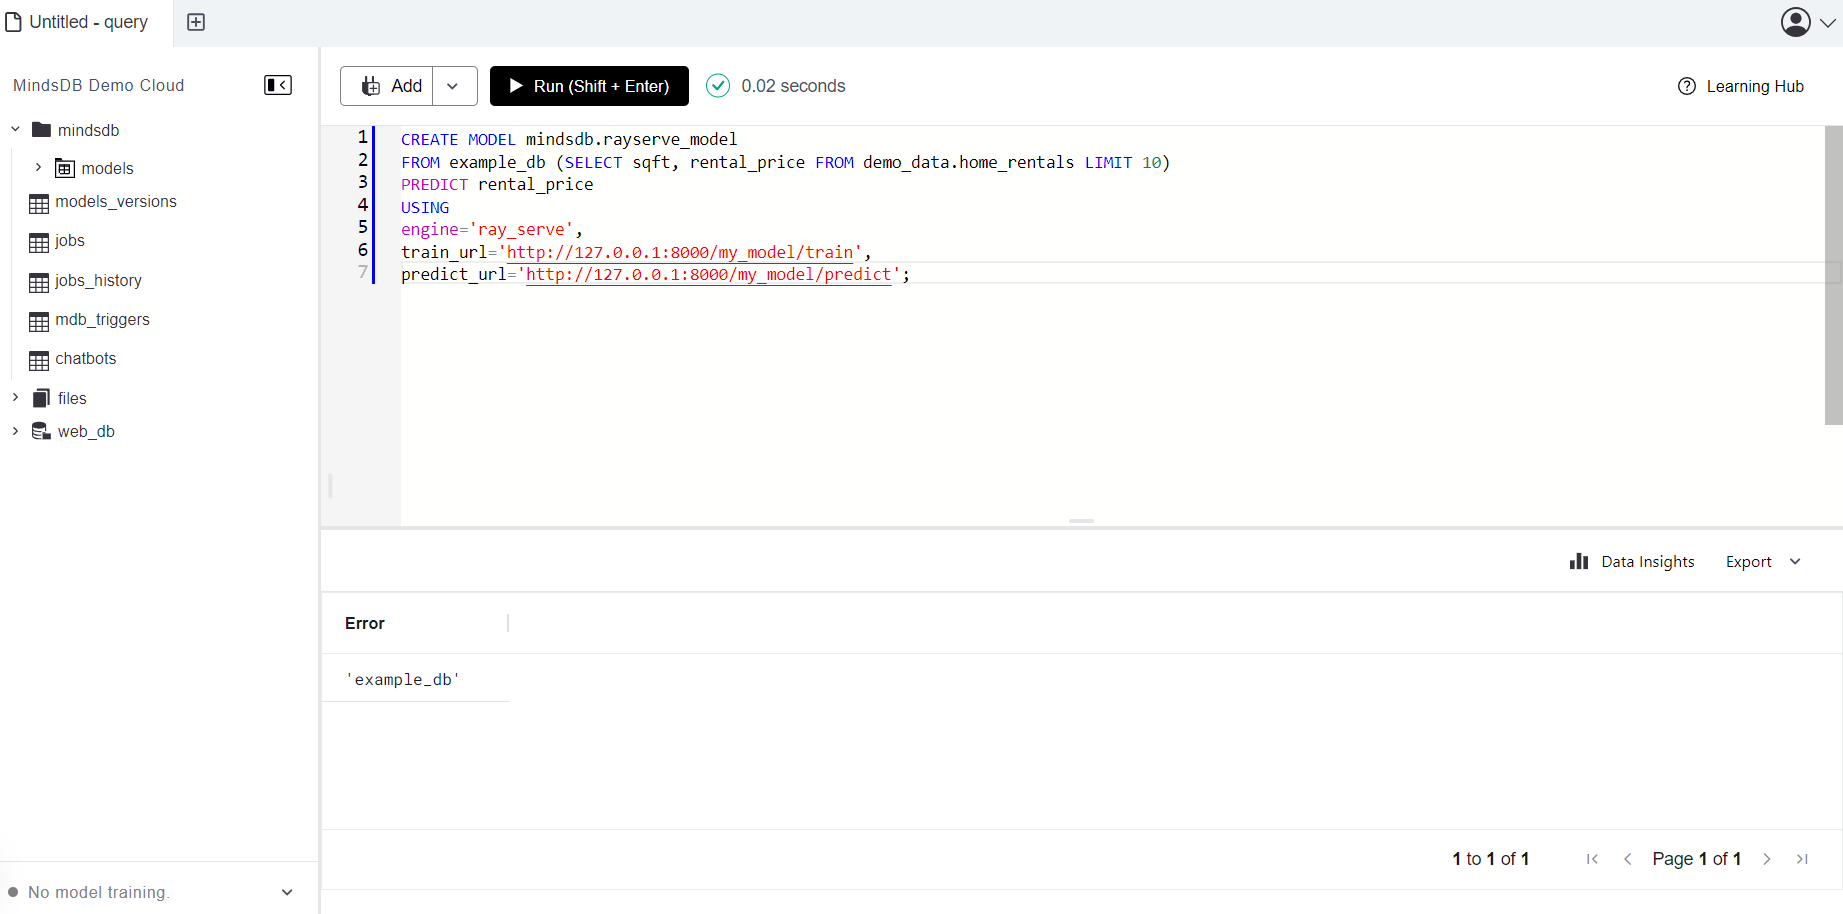 Untitled - query
MindsDB Demo Cloud
mindsdb
models
models_versions
jobs
jobs_history
mdb_triggers
chatbots
files
web_db
No model training.
Add
Run (Shift + Enter)
0.02 seconds
Learning Hub
1 CREATE MODEL mindsdb.rayserve_model
2 FROM example_db (SELECT sqft, rental_price FROM demo_data.home_rentals LIMIT 10)
3 PREDICT rental_price
4 USING
5 engine='ray_serve',
6 train_url='http://127.0.0.1:8000/my_model/train',
7 predict_url='http://127.0.0.1:8000/my_model/predict';
Data Insights Export
Error
'example_db'
1 to 1 of 1 Page 1 of 1